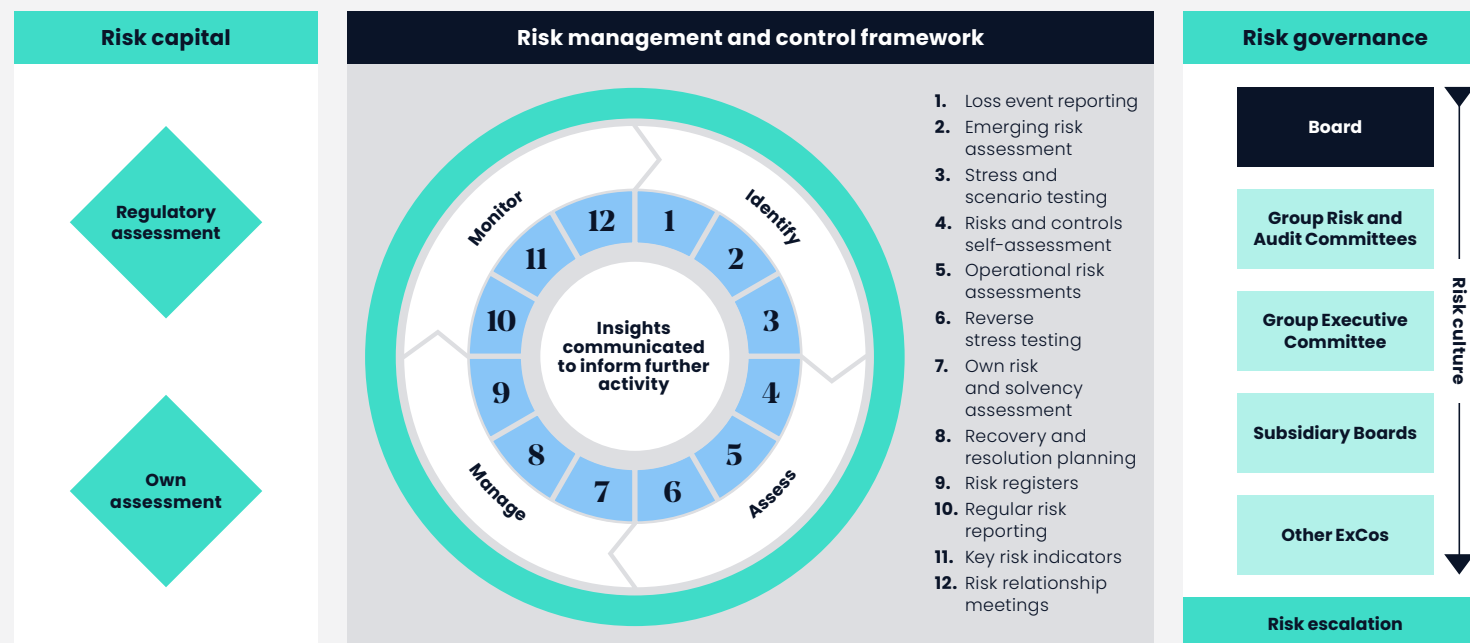 Risk capital
Regulatory
assessment
Own
assessment
Risk management and control framework
Monitor
Identify
Assess
Manage
1
2
3
4
5
6
7
8
9
10
11
12
Insights
communicated
to inform further
activity
1. Loss event reporting
2. Emerging risk
assessment
3. Stress and
scenario testing
4. Risks and controls
self-assessment
5. Operational risk
assessments
6. Reverse
stress testing
7. Own risk
and solvency
assessment
8. Recovery and
resolution planning
9. Risk registers
10. Regular risk
reporting
11. Key risk indicators
12. Risk relationship
meetings
Risk governance
Board
Group Risk and
Audit Committees
Group Executive
Committee
Subsidiary Boards
Other ExCos
Risk culture
Risk escalation